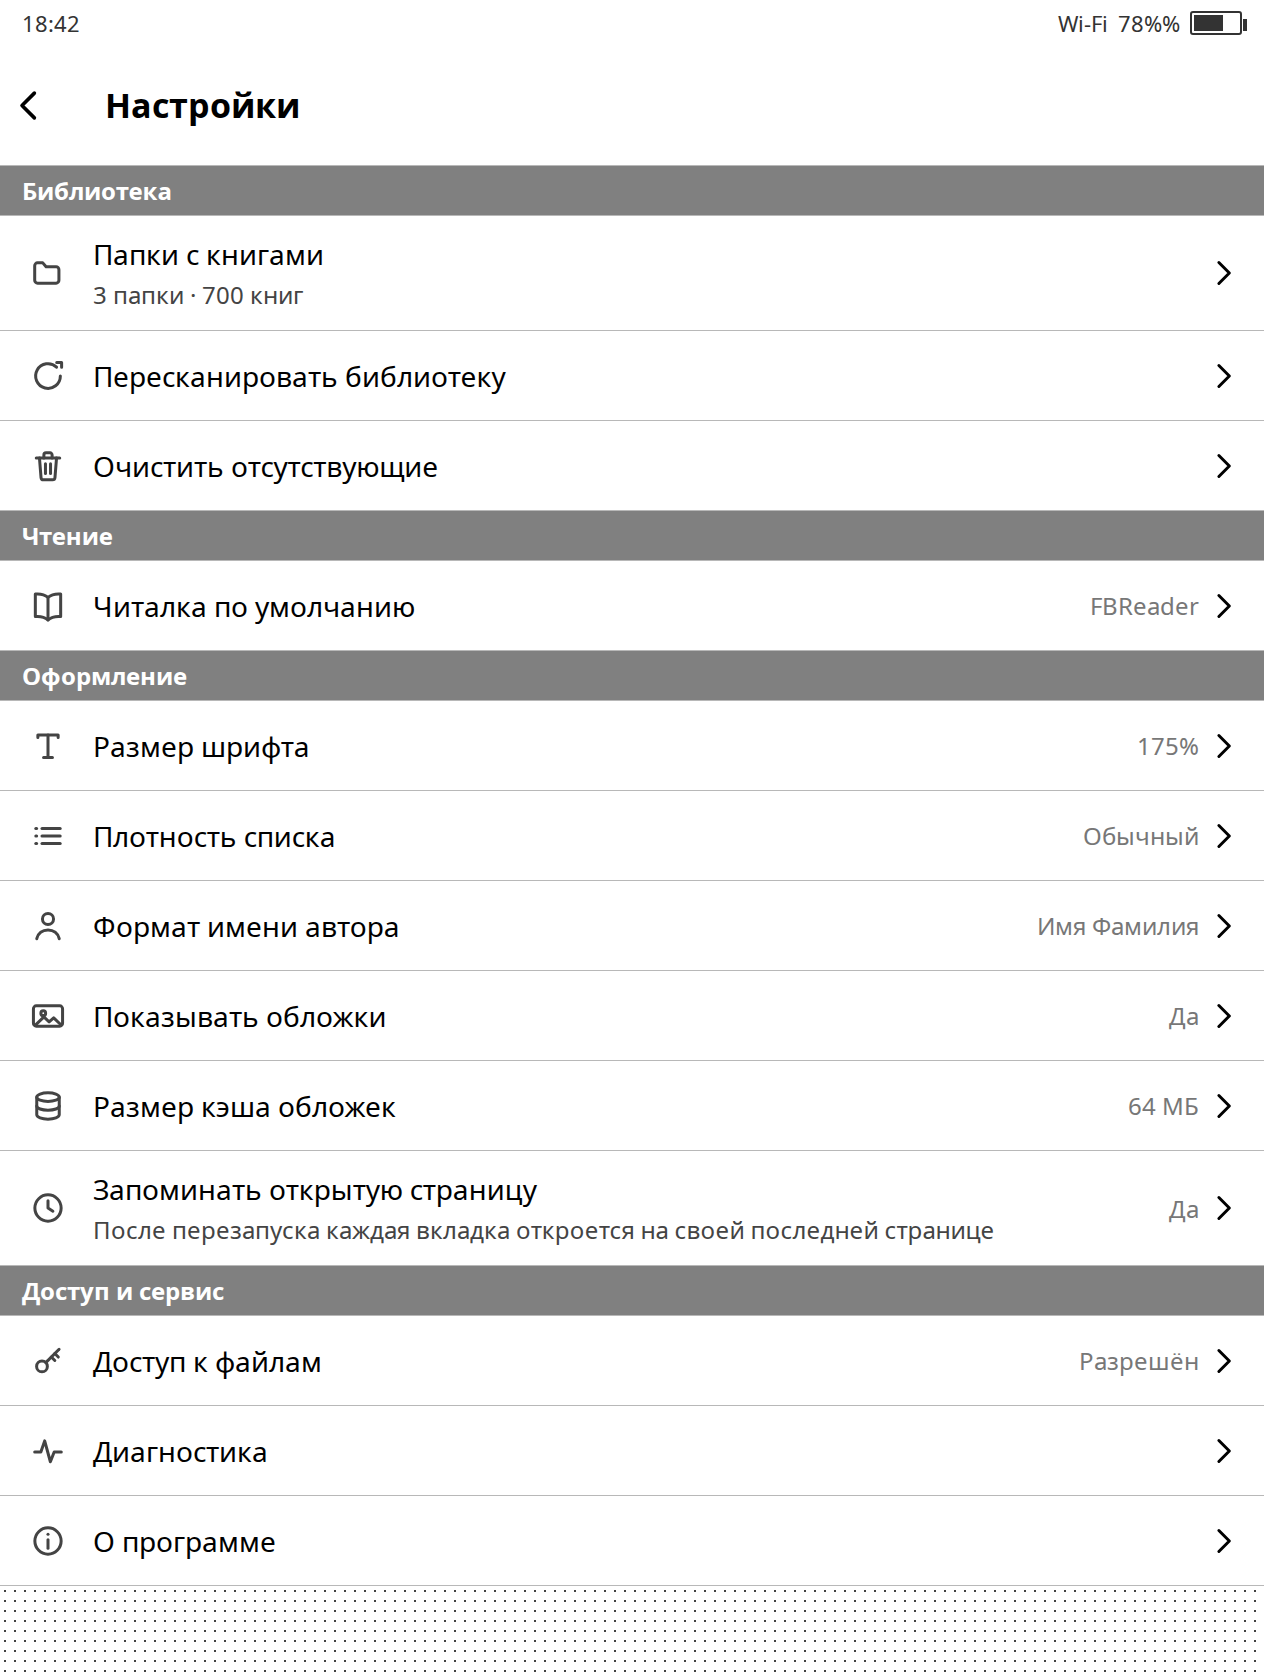 18:42
Wi-Fi 78%%
Настройки
Библиотека
Папки с книгами
3 папки · 700 книг
Пересканировать библиотеку
Очистить отсутствующие
Чтение
Читалка по умолчанию
FBReader
Оформление
Размер шрифта
175%
Плотность списка
Обычный
Формат имени автора
Имя Фамилия
Показывать обложки
Да
Размер кэша обложек
64 МБ
Запоминать открытую страницу
После перезапуска каждая вкладка откроется на своей последней странице
Да
Доступ и сервис
Доступ к файлам
Разрешён
Диагностика
О программе